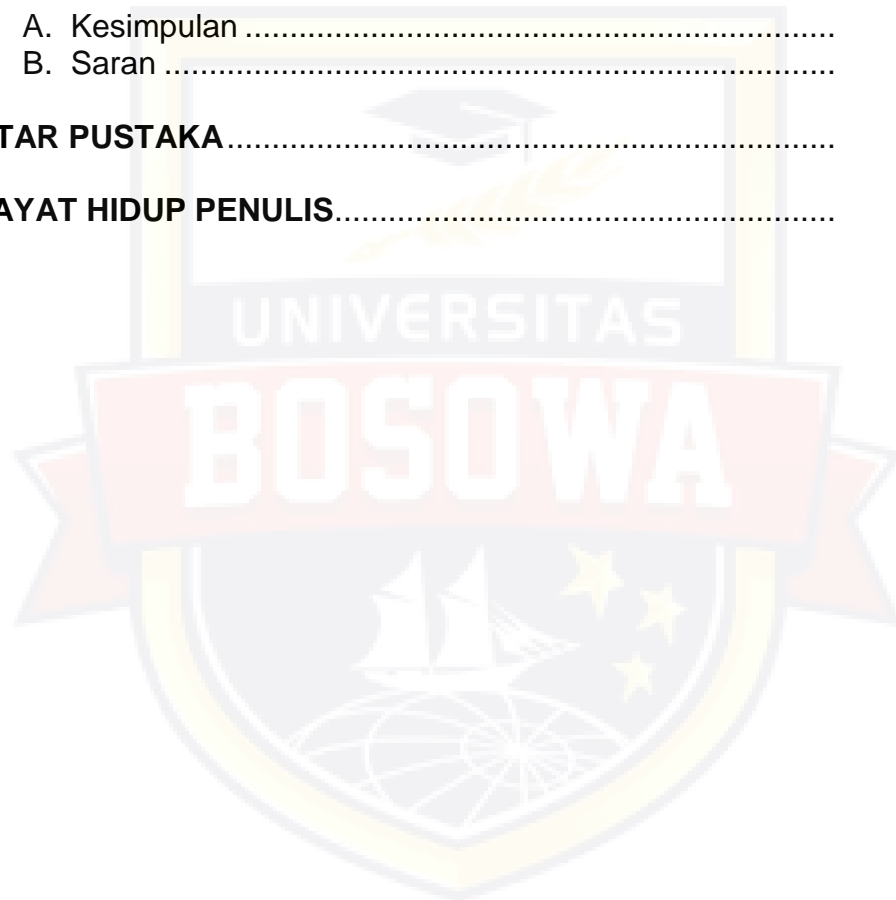 A. Kesimpulan ..................................................................
B. Saran ...........................................................................
TAR PUSTAKA....................................................................
AYAT HIDUP PENULIS........................................................
UNIVERSITAS
BOSOWA